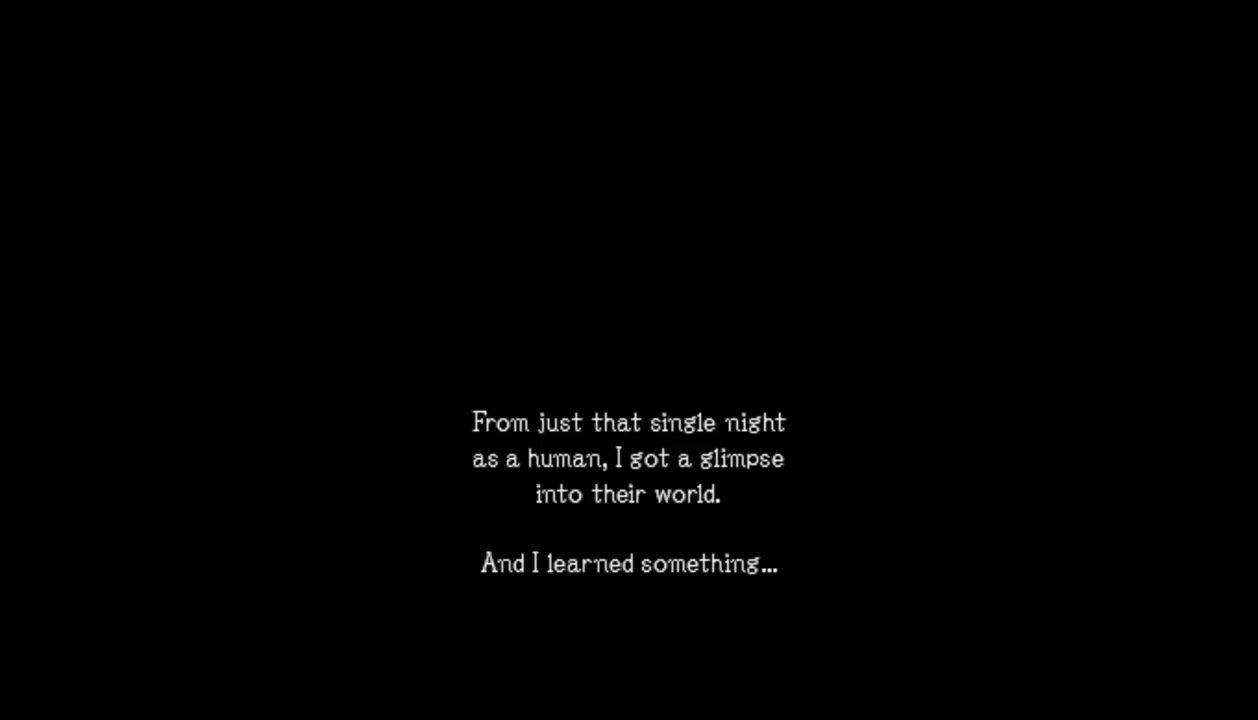 From just that single night
as a human, I got a glimpse
into their world.
And I learned something...